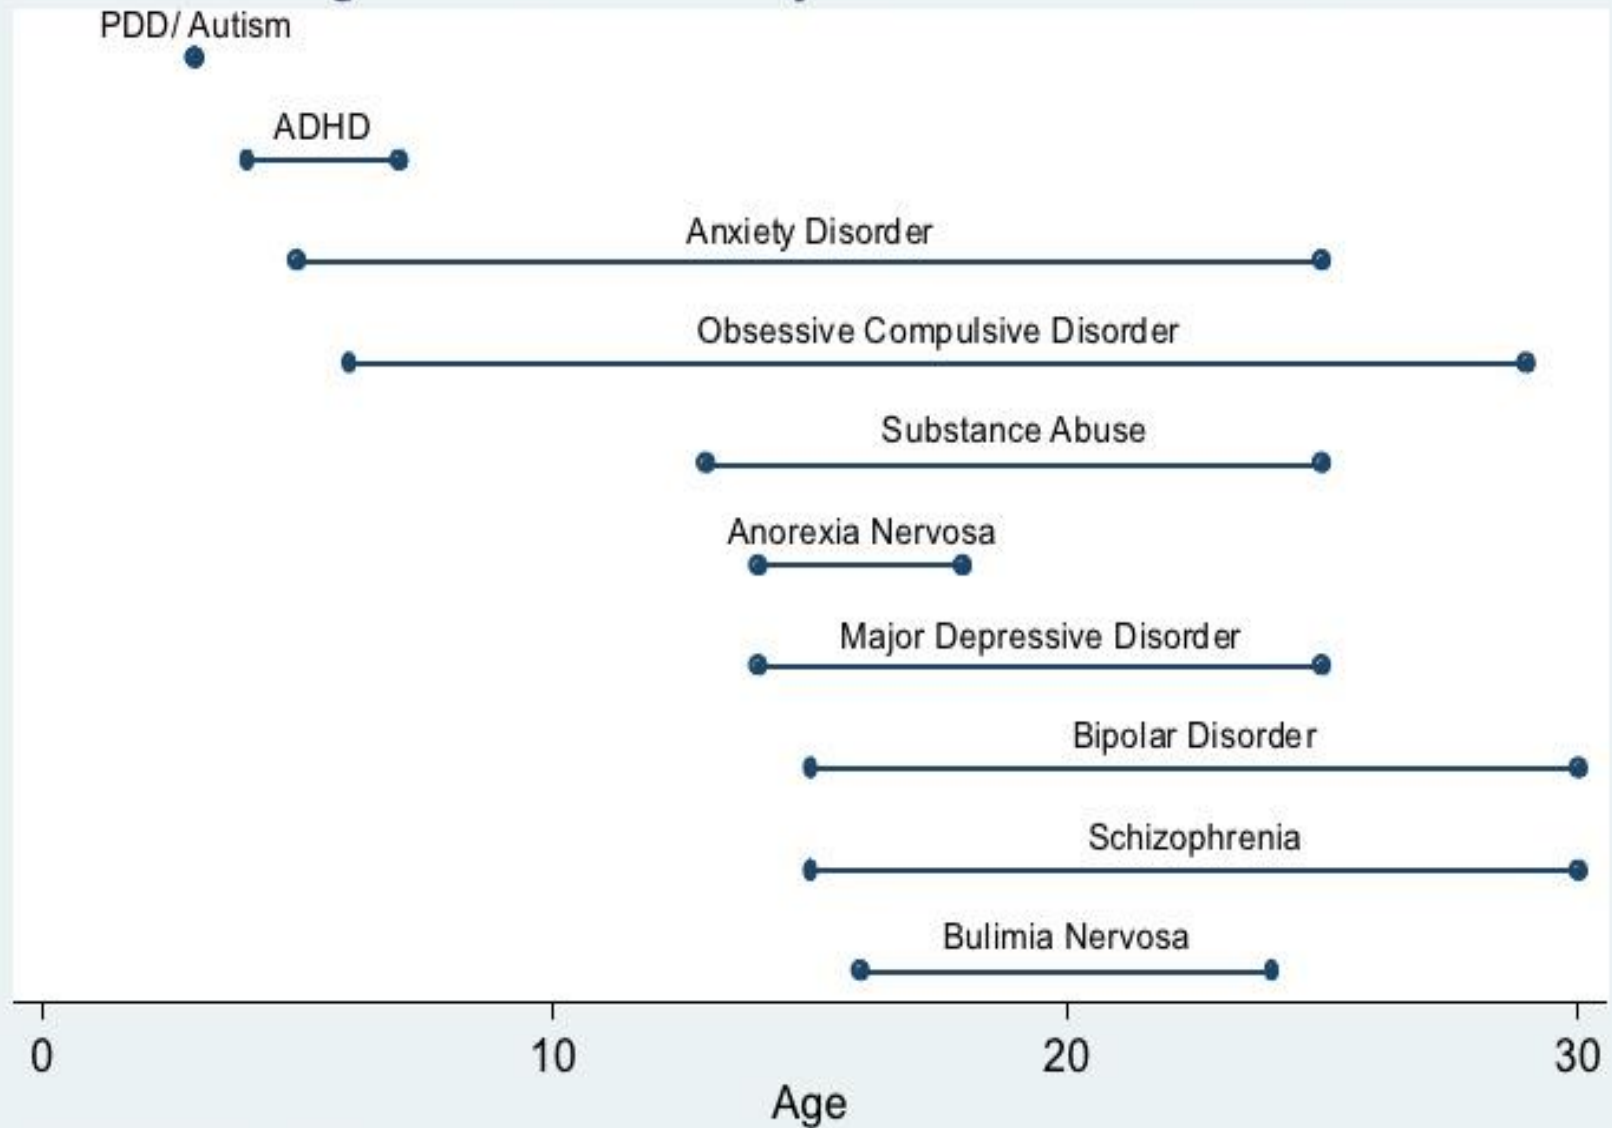 PDD/ Autism
ADHD
Anxiety Disorder
Obsessive Compulsive Disorder
Substance Abuse
Anorexia Nervosa
Major Depressive Disorder
Bipolar Disorder
Schizophrenia
Bulimia Nervosa
0 10 20 30
Age